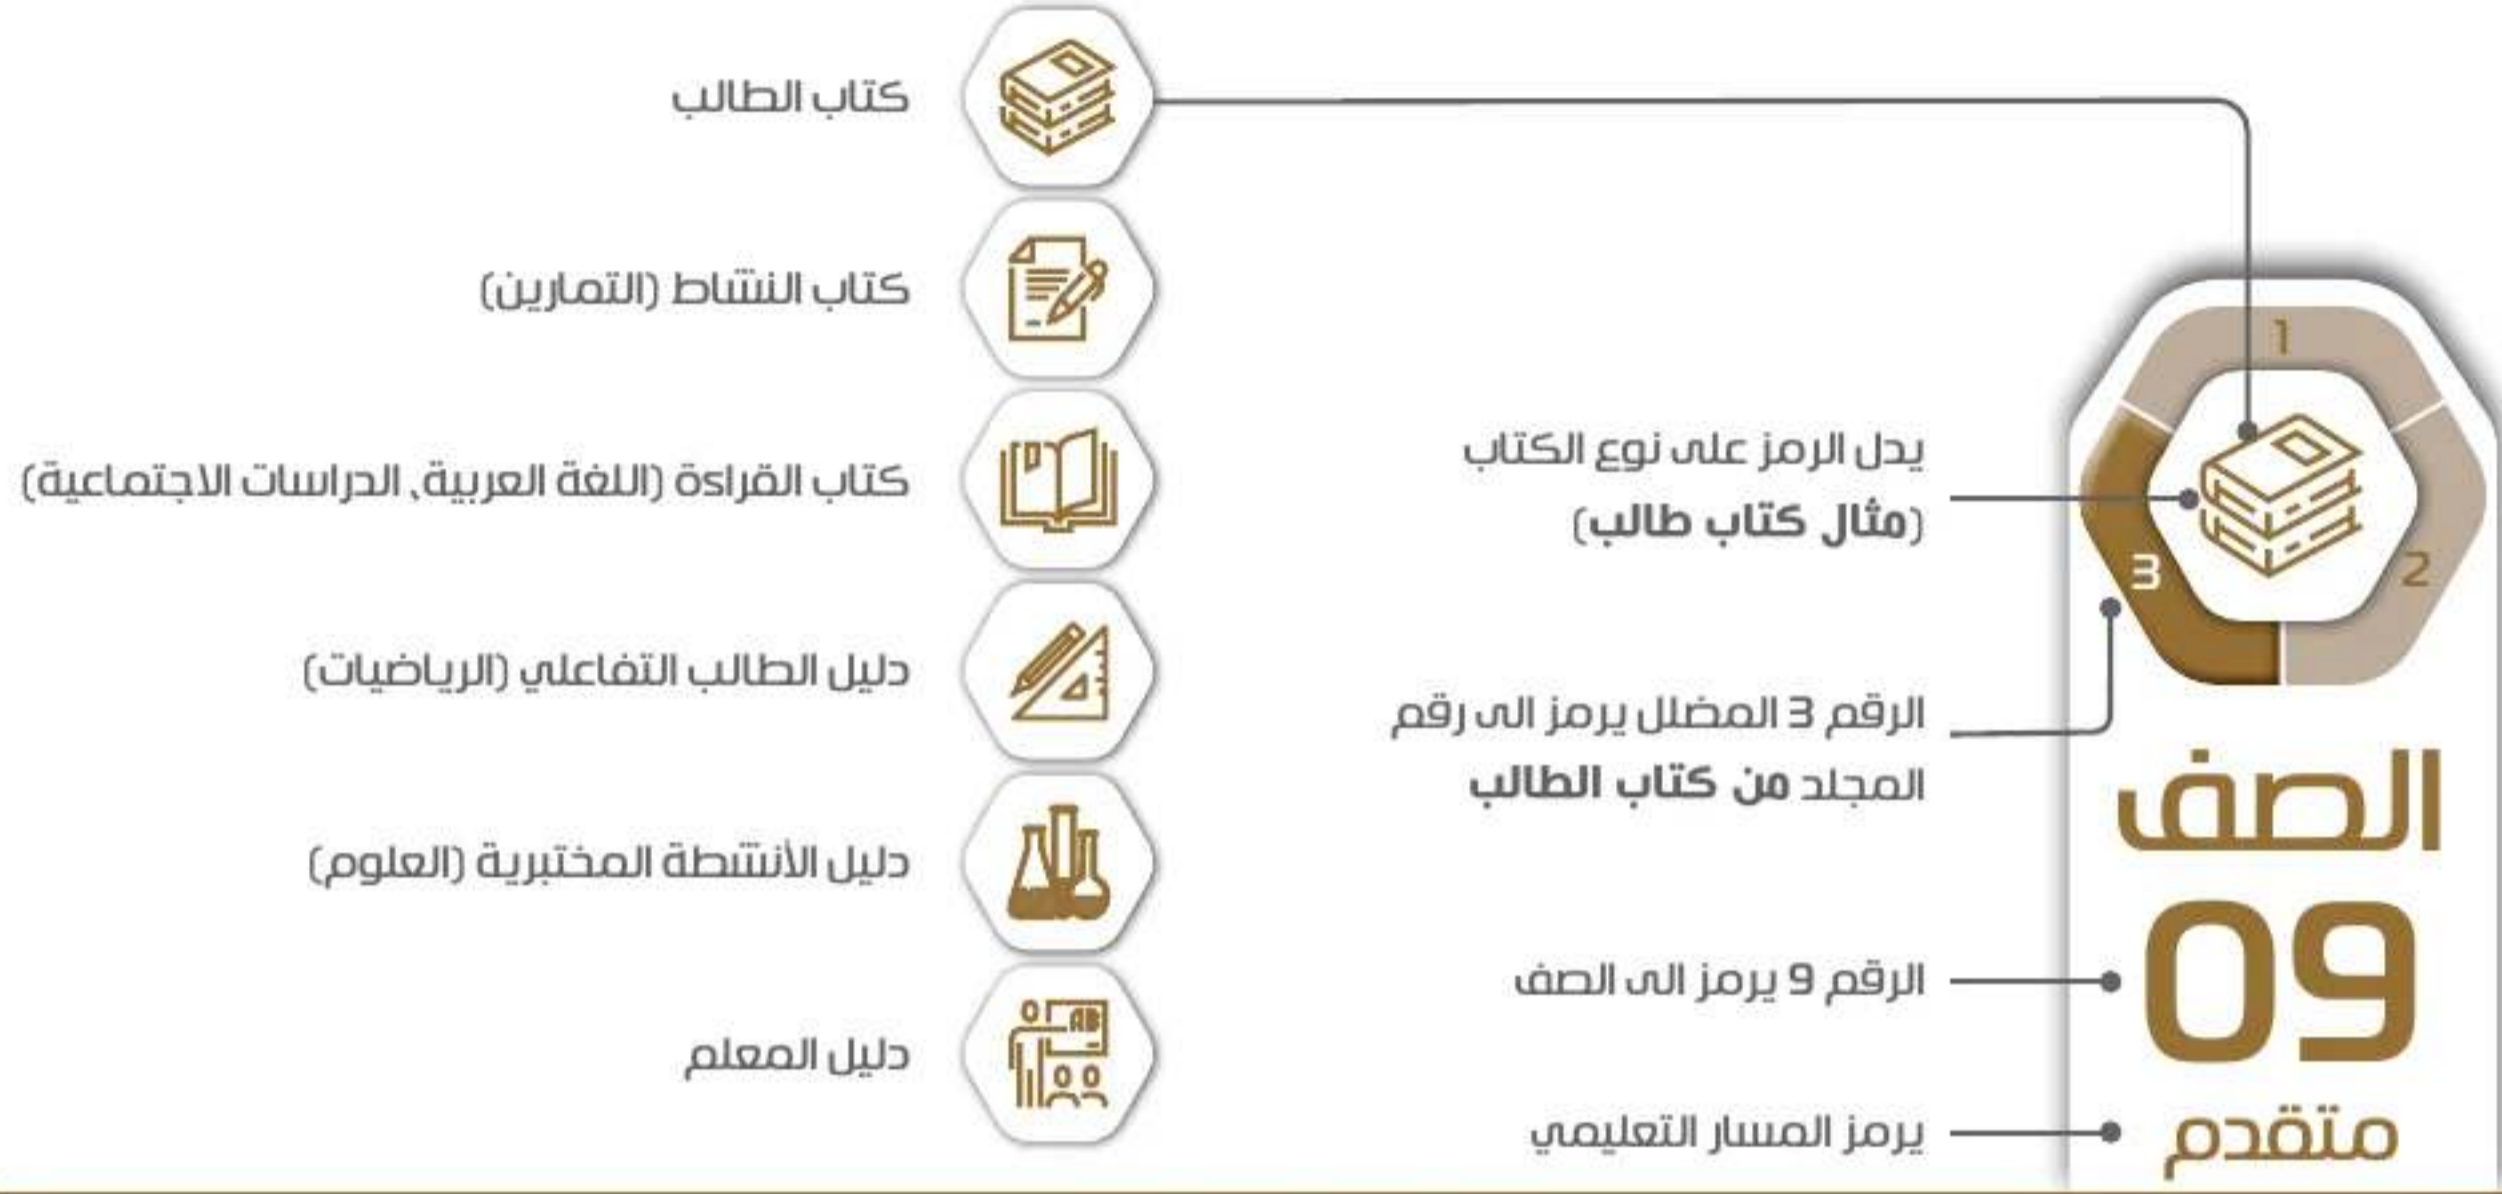 1
2
3
الصف
09
متقدم
يدل الرمز على نوع الكتاب
(مثال كتاب طالب)
الرقم 3 المضلل يرمز الى رقم
المجلد من كتاب الطالب
الرقم 9 يرمز الى الصف
يرمز المسار التعليمي
كتاب الطالب
كتاب النشاط (التمارين)
كتاب القراءة (اللغة العربية، الدراسات الاجتماعية)
دليل الطالب التفاعلي (الرياضيات)
دليل الأنشطة المختبرية (العلوم)
AB
دليل المعلم